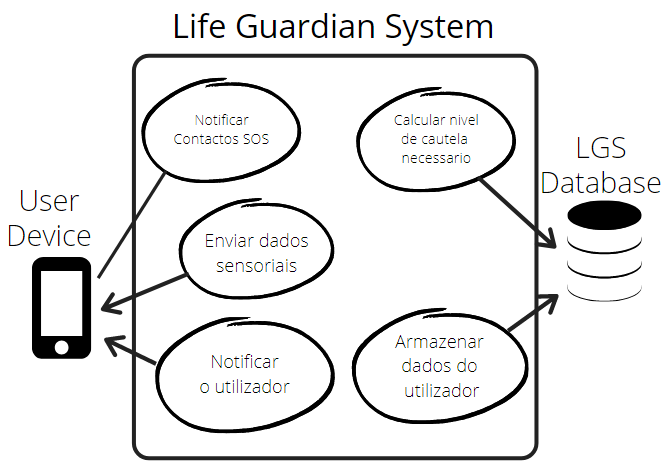 Life Guardian System
Notificar
Contactos SOS
Calcular nivel
de cautela
necessario
LGS
Database
User
Device
Enviar dados
sensoriais
Notificar
o utilizador
Armazenar
dados do
utilizador